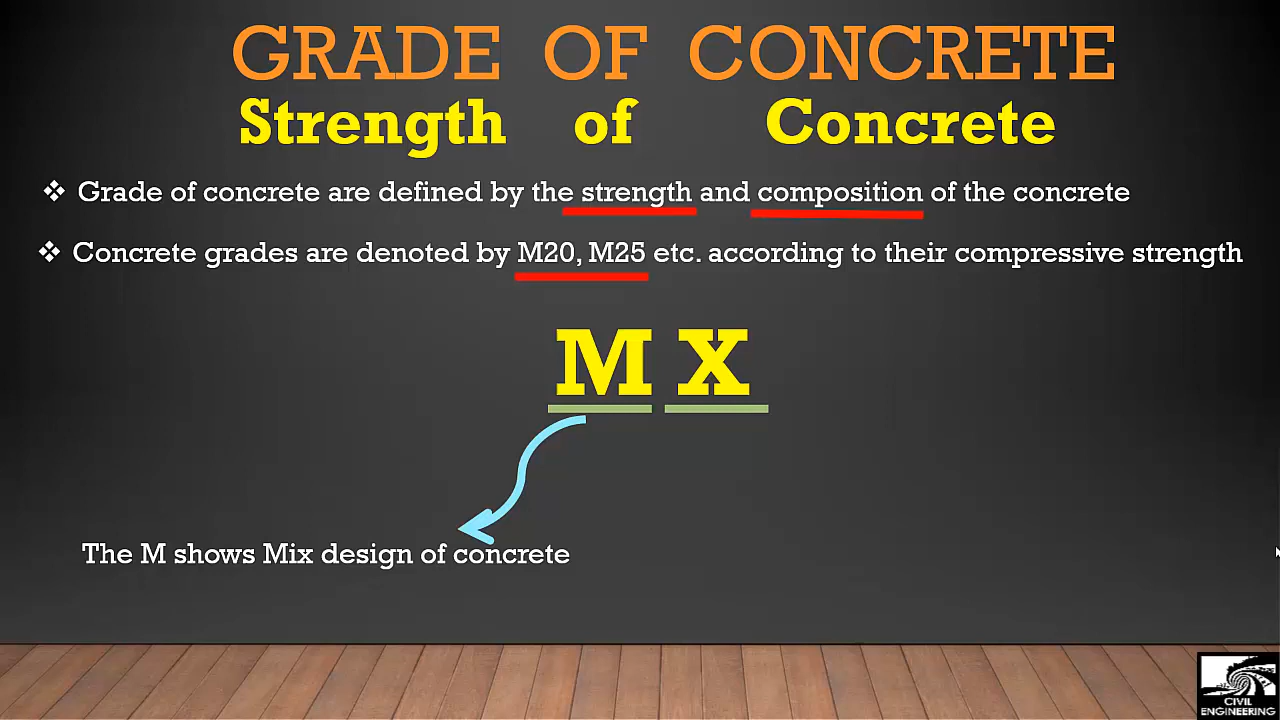 GRADE OF CONCRETE
Strength of Concrete
❖ Grade of concrete are defined by the strength and composition of the concrete
❖ Concrete grades are denoted by M20, M25 etc. according to their compressive strength
M X
The M shows Mix design of concrete
CIVIL
ENGINEERING